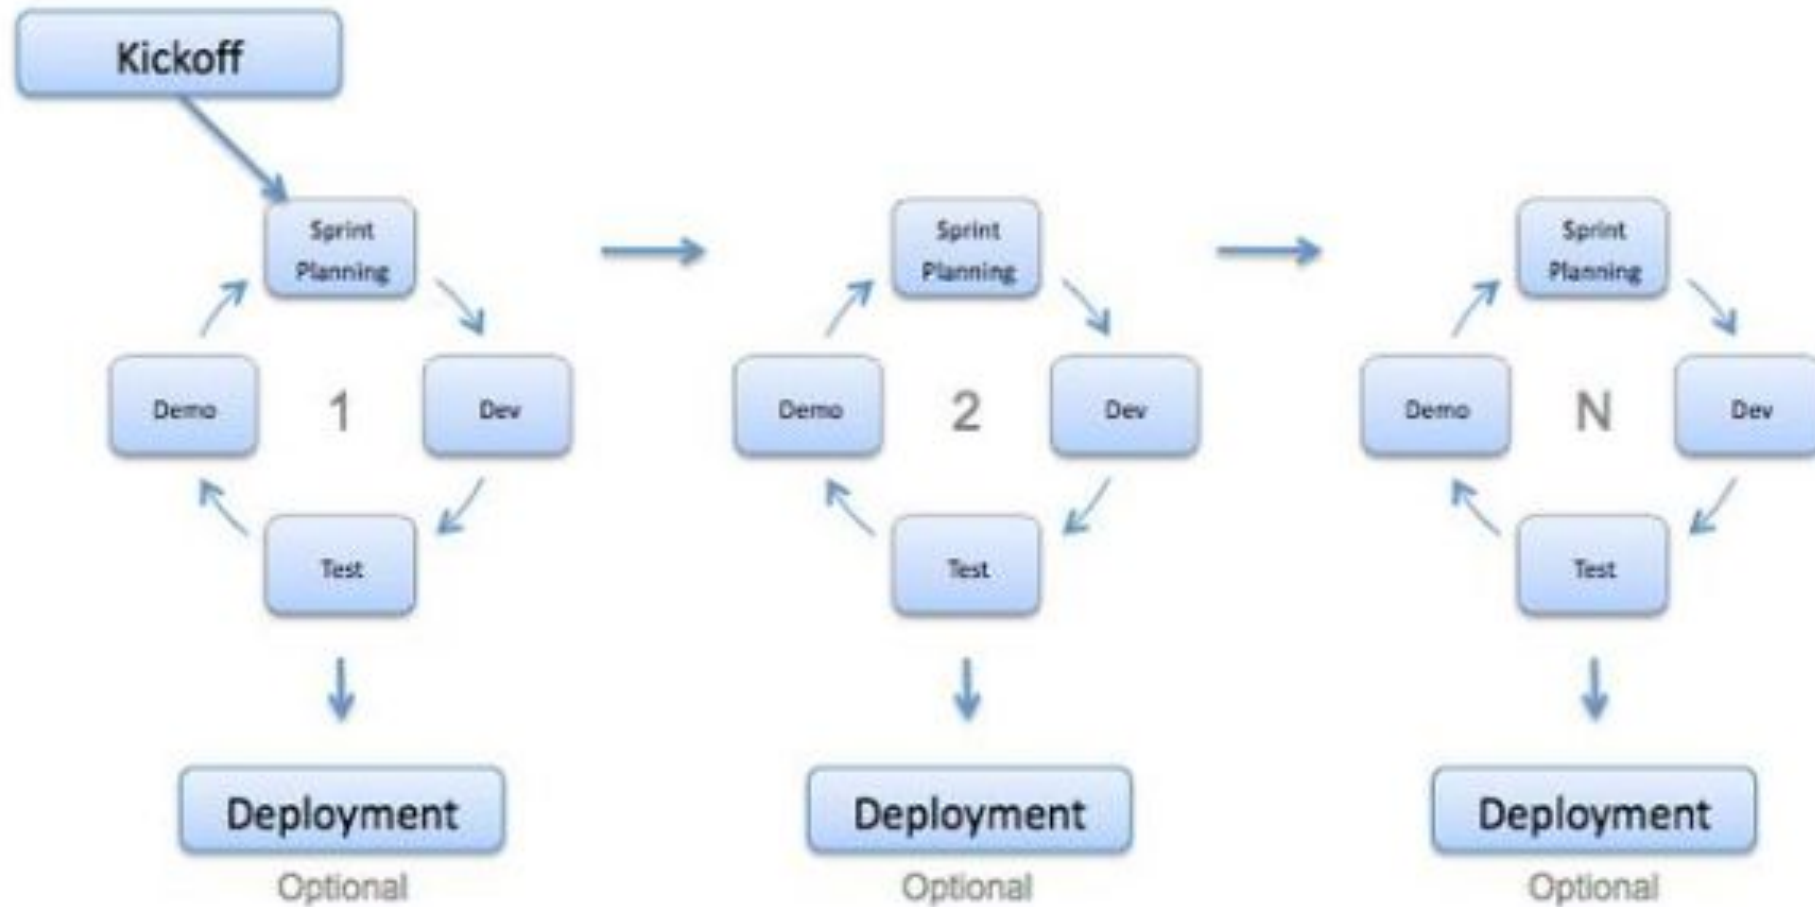 Kickoff
Sprint
Planning
Sprint
Planning
Sprint
Planning
Demo
1
Dev
Demo
2
Dev
Demo
N
Dev
Test
Test
Test
Deployment
Deployment
Deployment
Optional
Optional
Optional